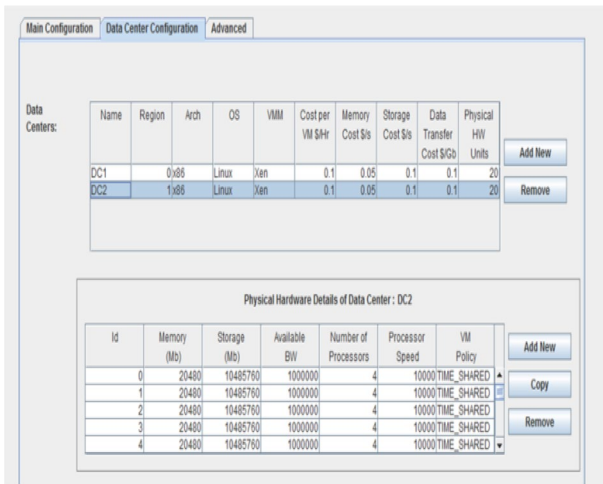 Main Configuration Data Center Configuration Advanced
Data Centers:
Name Region Arch OS VMM Cost per VM $/Hr Memory Cost $/s Storage Cost $/s Data Transfer Cost $/Gb Physical HW Units
DC1 0 x86 Linux Xen 0.1 0.05 0.1 0.1 20
DC2 1 x86 Linux Xen 0.1 0.05 0.1 0.1 20
Add New
Remove
Physical Hardware Details of Data Center : DC2
Id Memory (Mb) Storage (Mb) Available BW Number of Processors Processor Speed VM Policy
0 20480 10485760 1000000 4 10000 TIME_SHARED
1 20480 10485760 1000000 4 10000 TIME_SHARED
2 20480 10485760 1000000 4 10000 TIME_SHARED
3 20480 10485760 1000000 4 10000 TIME_SHARED
4 20480 10485760 1000000 4 10000 TIME_SHARED
Add New
Copy
Remove